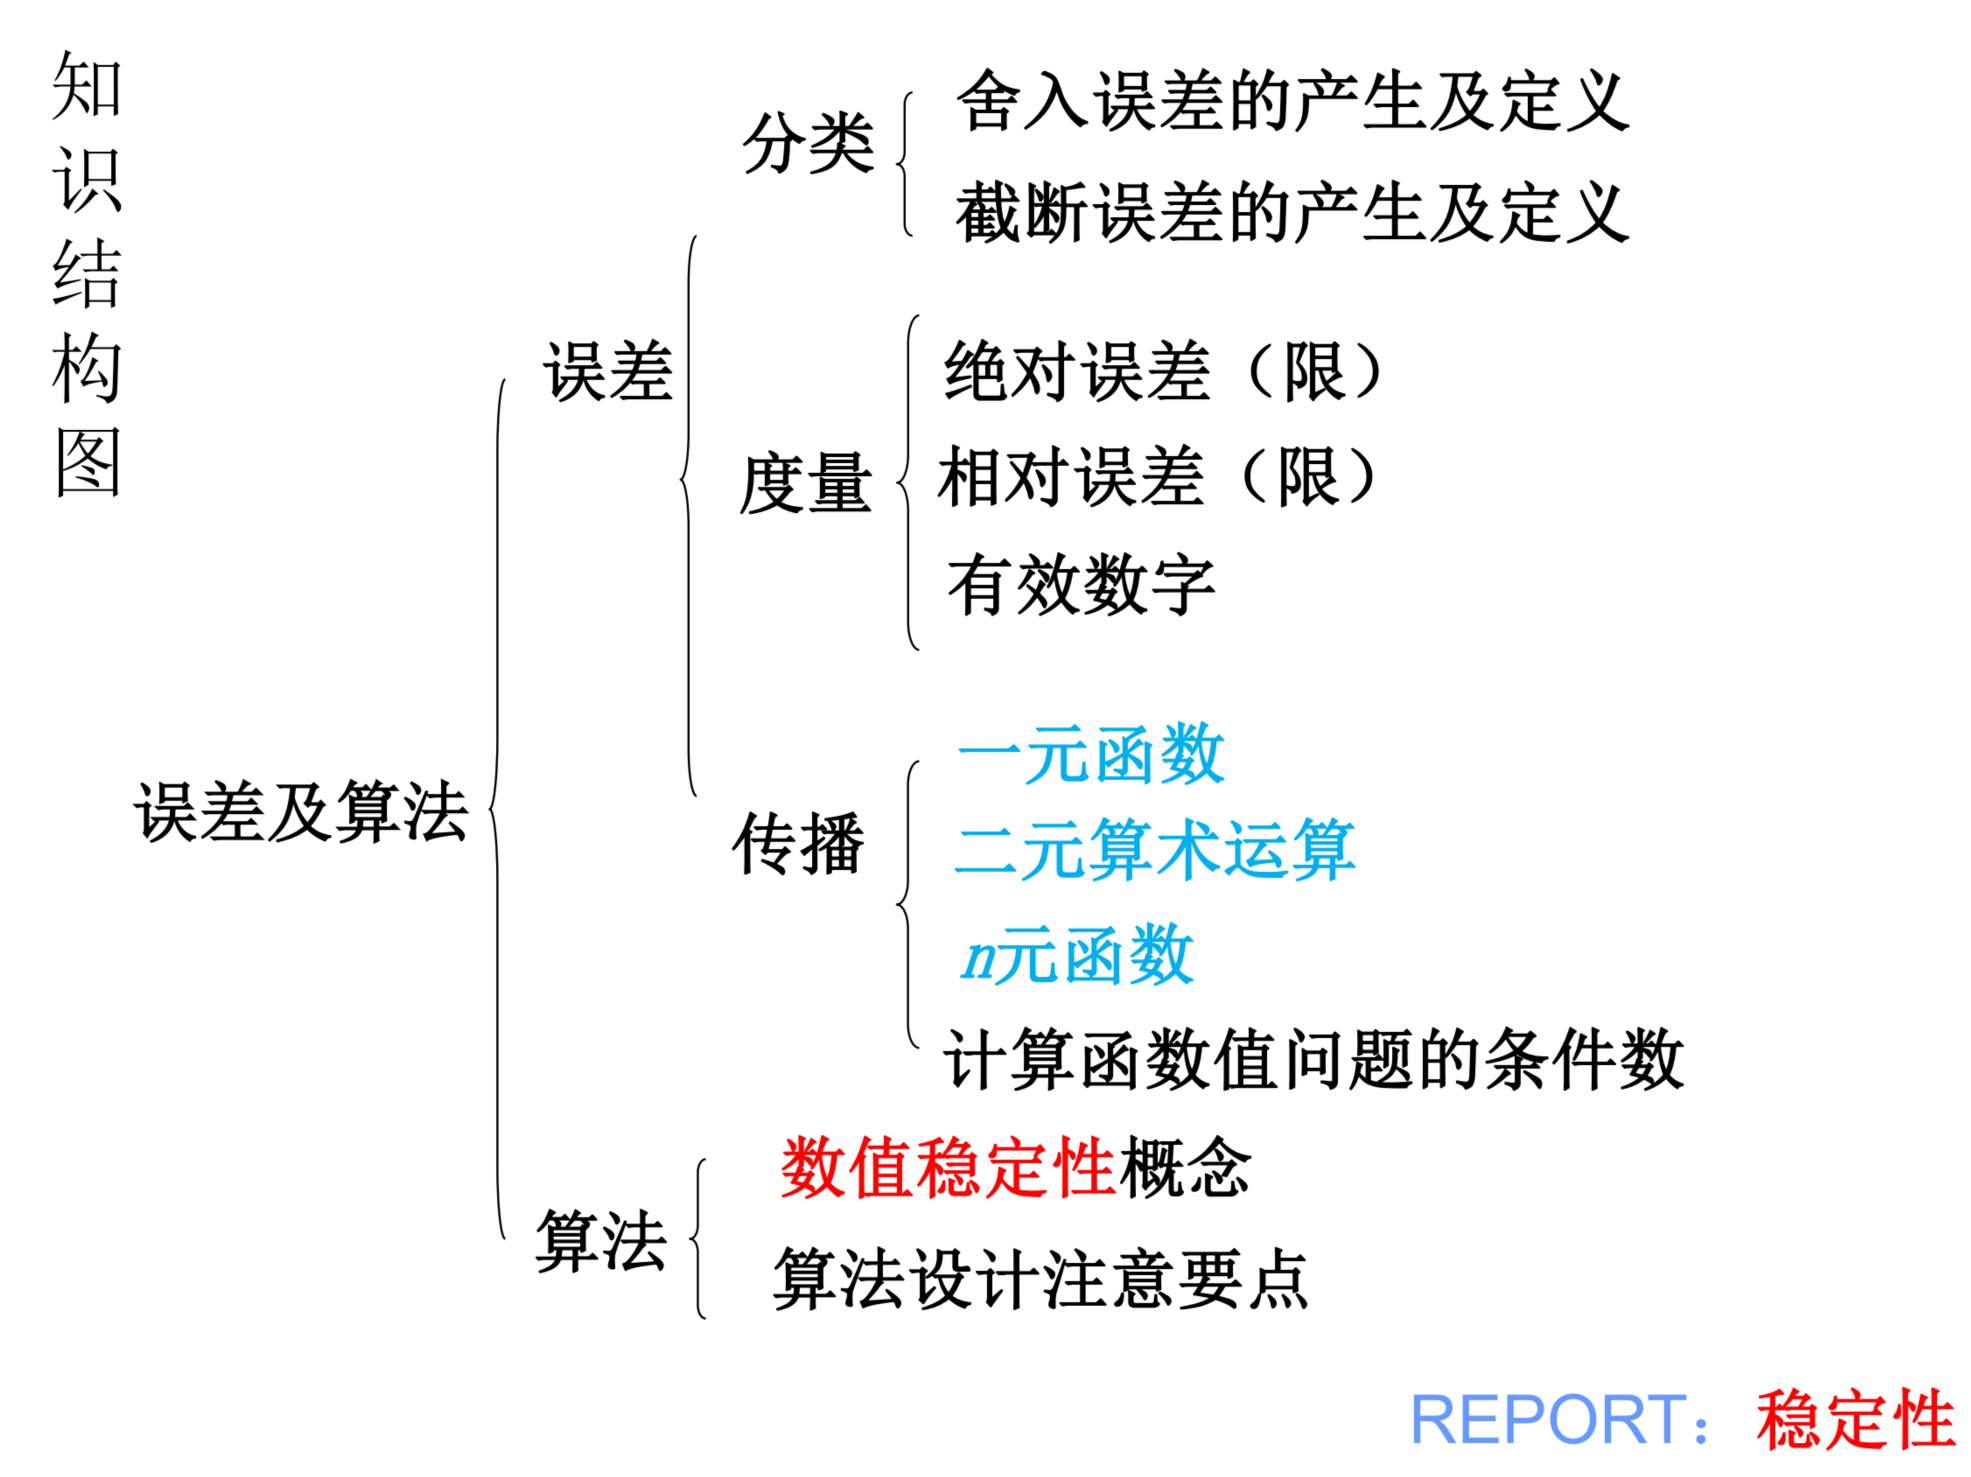 知识结构图
误差及算法
误差
分类
舍入误差的产生及定义
截断误差的产生及定义
度量
绝对误差（限）
相对误差（限）
有效数字
传播
一元函数
二元算术运算
n元函数
计算函数值问题的条件数
算法
数值稳定性概念
算法设计注意要点
REPORT：稳定性